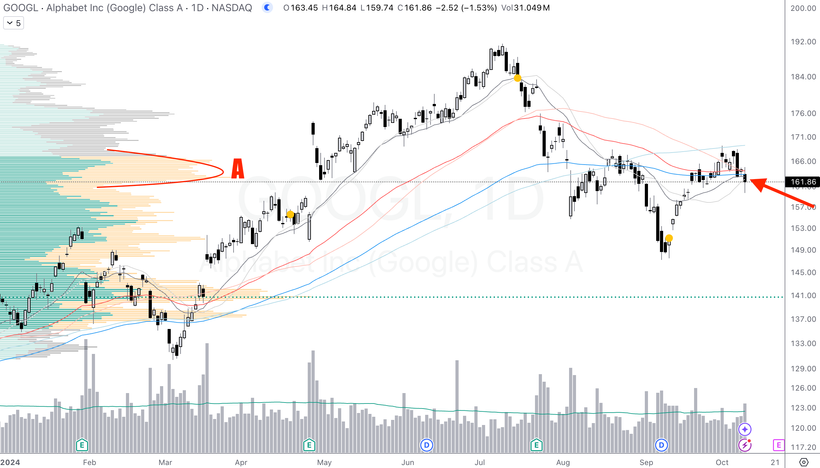 GOOGL · Alphabet Inc (Google) Class A · 1D · NASDAQ O163.45 H164.84 L159.74 C161.86 −2.52 (−1.53%) Vol31.049M
5
A
GOOGL, 1D
Alphabet Inc (Google) Class A
200.00
192.00
184.00
176.00
171.00
166.00
161.86
157.00
153.00
149.00
145.00
141.00
137.00
133.00
129.00
126.00
123.00
120.00
117.20
E
E
D
E
D
E
2024 Feb Mar Apr May Jun Jul Aug Sep Oct 21